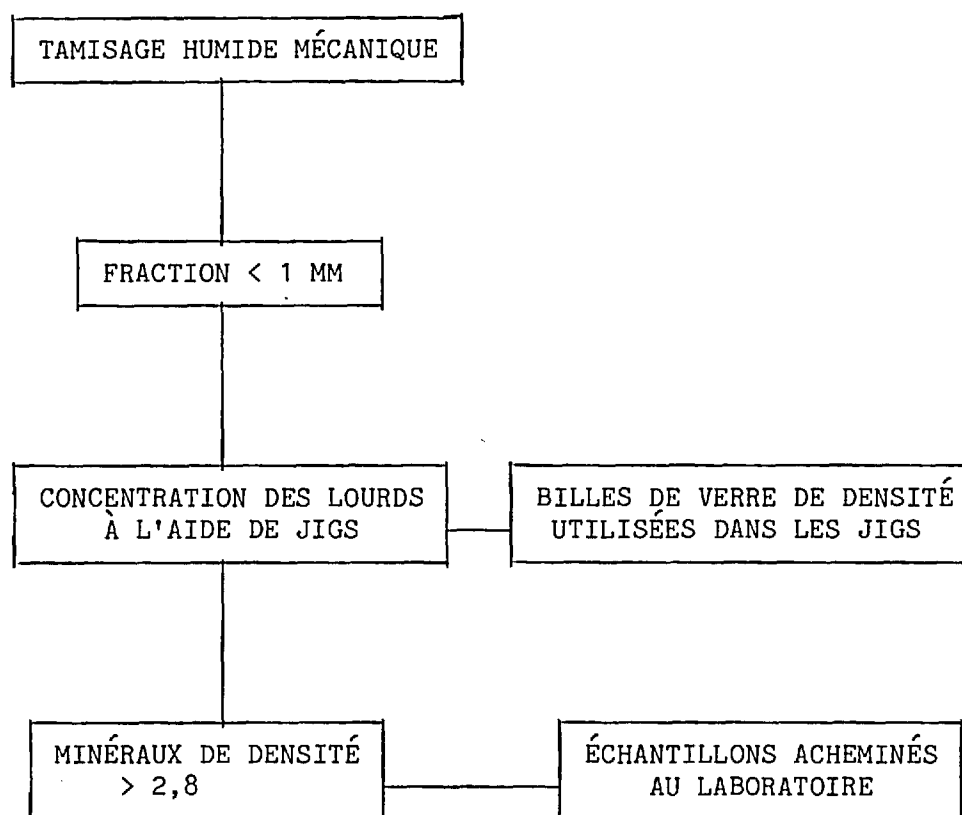 TAMISAGE HUMIDE MÉCANIQUE
FRACTION < 1 MM
CONCENTRATION DES LOURDS
À L'AIDE DE JIGS
BILLES DE VERRE DE DENSITÉ
UTILISÉES DANS LES JIGS
MINÉRAUX DE DENSITÉ
> 2,8
ÉCHANTILLONS ACHEMINÉS
AU LABORATOIRE